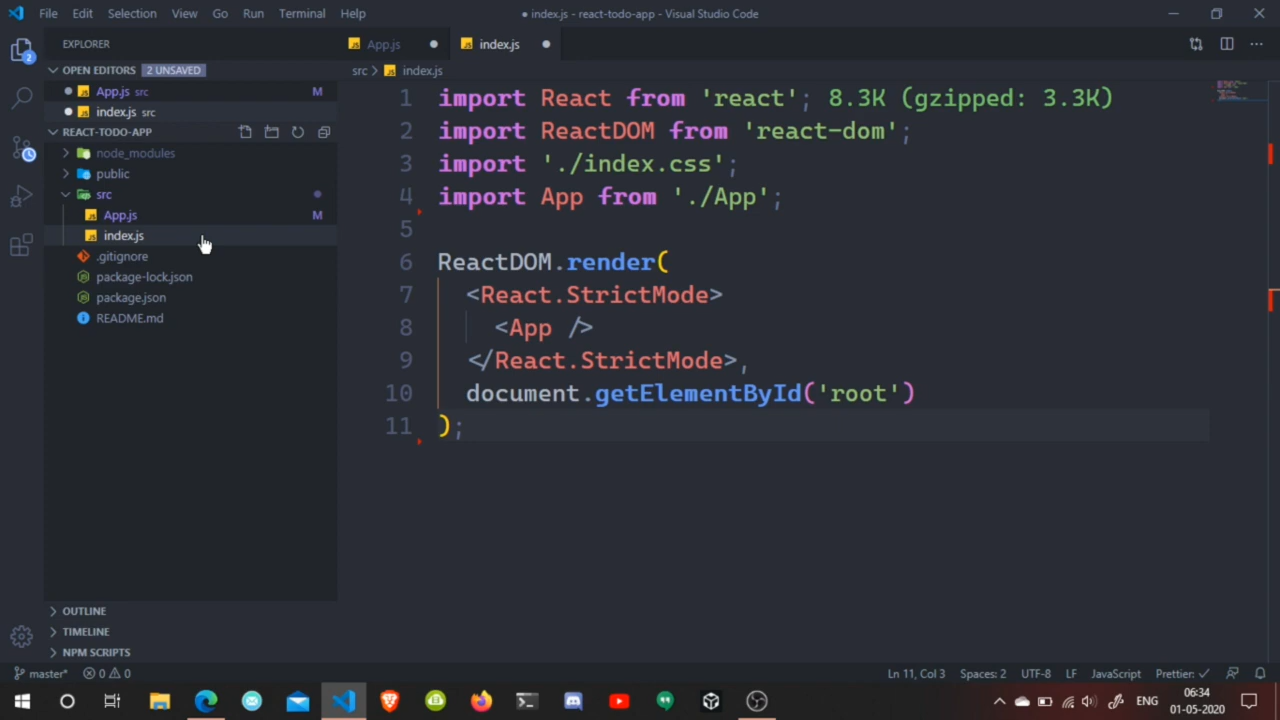 File Edit Selection View Go Run Terminal Help
● index.js - react-todo-app - Visual Studio Code
EXPLORER
App.js
index.js
OPEN EDITORS 2 UNSAVED
src > index.js
App.js src M
index.js src
REACT-TODO-APP
node_modules
public
src
App.js M
index.js
.gitignore
package-lock.json
package.json
README.md
OUTLINE
TIMELINE
NPM SCRIPTS
2
1 import React from 'react'; 8.3K (gzipped: 3.3K)
2 import ReactDOM from 'react-dom';
3 import './index.css';
4 import App from './App';
5
6 ReactDOM.render(
7 <React.StrictMode>
8 <App />
9 </React.StrictMode>,
10 document.getElementById('root')
11 );
master* 0 0
Ln 11, Col 3 Spaces: 2 UTF-8 LF JavaScript Prettier: ✓
ENG
06:34
01-05-2020